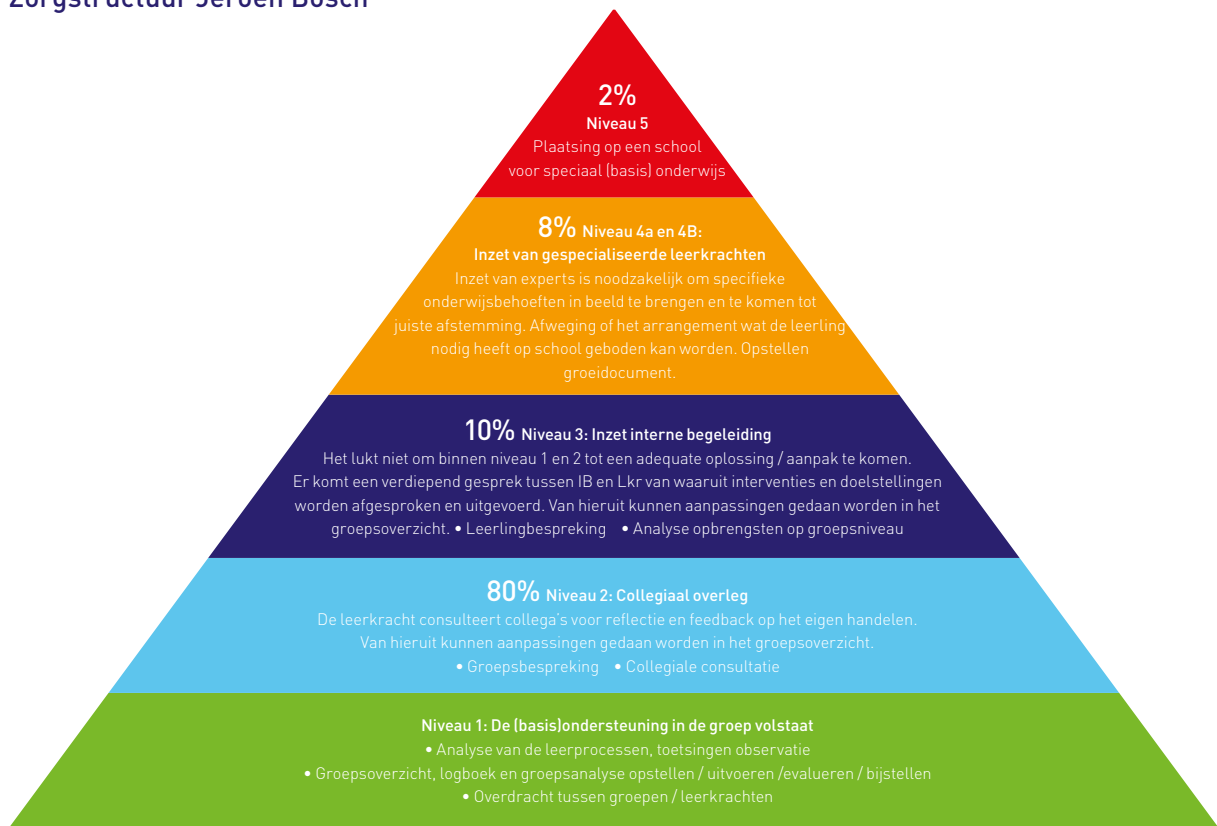 Zorgstructuur Jeroen Bosch
2%
Niveau 5
Plaatsing op een school
voor speciaal (basis) onderwijs
8% Niveau 4a en 4B:
Inzet van gespecialiseerde leerkrachten
Inzet van experts is noodzakelijk om specifieke
onderwijsbehoeften in beeld te brengen en te komen tot
juiste afstemming. Afweging of het arrangement wat de leerling
nodig heeft op school geboden kan worden. Opstellen
groeidocument.
10% Niveau 3: Inzet interne begeleiding
Het lukt niet om binnen niveau 1 en 2 tot een adequate oplossing / aanpak te komen.
Er komt een verdiepend gesprek tussen IB en Lkr van waaruit interventies en doelstellingen
worden afgesproken en uitgevoerd. Van hieruit kunnen aanpassingen gedaan worden in het
groepsoverzicht. • Leerlingbespreking • Analyse opbrengsten op groepsniveau
80% Niveau 2: Collegiaal overleg
De leerkracht consulteert collega's voor reflectie en feedback op het eigen handelen.
Van hieruit kunnen aanpassingen gedaan worden in het groepsoverzicht.
• Groepsbespreking • Collegiale consultatie
Niveau 1: De (basis)ondersteuning in de groep volstaat
• Analyse van de leerprocessen, toetsingen observatie
• Groepsoverzicht, logboek en groepsanalyse opstellen / uitvoeren /evalueren / bijstellen
• Overdracht tussen groepen / leerkrachten